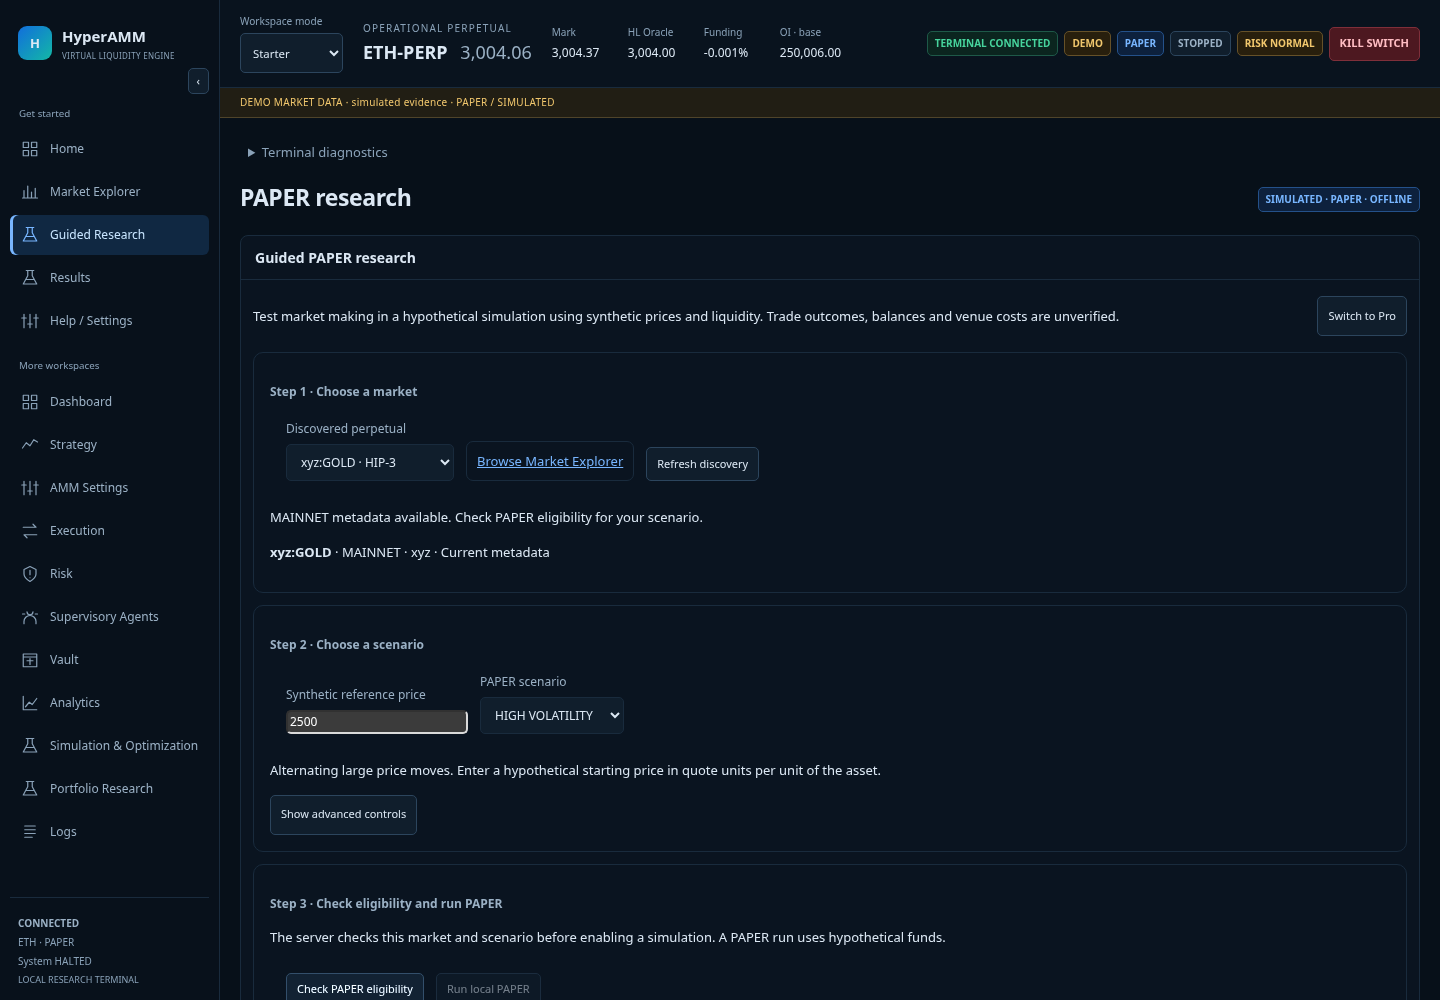 H
HyperAMM
VIRTUAL LIQUIDITY ENGINE
‹
Get started
Home
Market Explorer
Guided Research
Results
Help / Settings
More workspaces
Dashboard
Strategy
AMM Settings
Execution
Risk
Supervisory Agents
Vault
Analytics
Simulation & Optimization
Portfolio Research
Logs
CONNECTED
ETH · PAPER
System HALTED
LOCAL RESEARCH TERMINAL
Workspace mode
Starter
OPERATIONAL PERPETUAL
ETH-PERP 3,004.06
Mark
3,004.37
HL Oracle
3,004.00
Funding
-0.001%
OI · base
250,006.00
TERMINAL CONNECTED
DEMO
PAPER
STOPPED
RISK NORMAL
KILL SWITCH
DEMO MARKET DATA · simulated evidence · PAPER / SIMULATED
▶ Terminal diagnostics
PAPER research
SIMULATED · PAPER · OFFLINE
Guided PAPER research
Test market making in a hypothetical simulation using synthetic prices and liquidity. Trade outcomes, balances and venue costs are unverified.
Switch to Pro
Step 1 · Choose a market
Discovered perpetual
xyz:GOLD · HIP-3
Browse Market Explorer
Refresh discovery
MAINNET metadata available. Check PAPER eligibility for your scenario.
xyz:GOLD · MAINNET · xyz · Current metadata
Step 2 · Choose a scenario
Synthetic reference price
2500
PAPER scenario
HIGH VOLATILITY
Alternating large price moves. Enter a hypothetical starting price in quote units per unit of the asset.
Show advanced controls
Step 3 · Check eligibility and run PAPER
The server checks this market and scenario before enabling a simulation. A PAPER run uses hypothetical funds.
Check PAPER eligibility
Run local PAPER